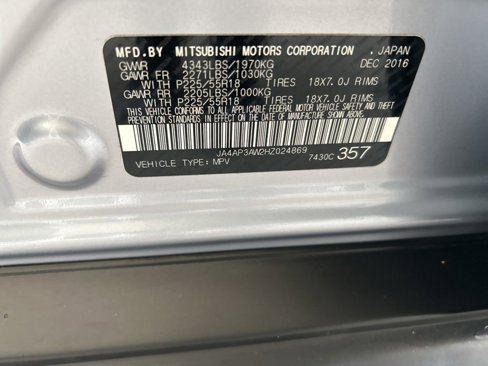 MFD.BY MITSUBISHI MOTORS CORPORATION , JAPAN
GVWR 4343LBS/1970KG DEC 2016
GAWR FR 2271LBS/1030KG
WITH P225/55R18 TIRES 18X7.0J RIMS
GAWR RR 2205LBS/1000KG
WITH P225/55R18 TIRES 18X7.0J RIMS
THIS VEHICLE CONFORMS TO ALL APPLICABLE FEDERAL MOTOR VEHICLE
SAFETY STANDARDS IN EFFECT ON THE DATE OF MANUFACTURE SHOWN ABOVE.
JA4AP3AW2HZ024869
VEHICLE TYPE: MPV 7430C 357